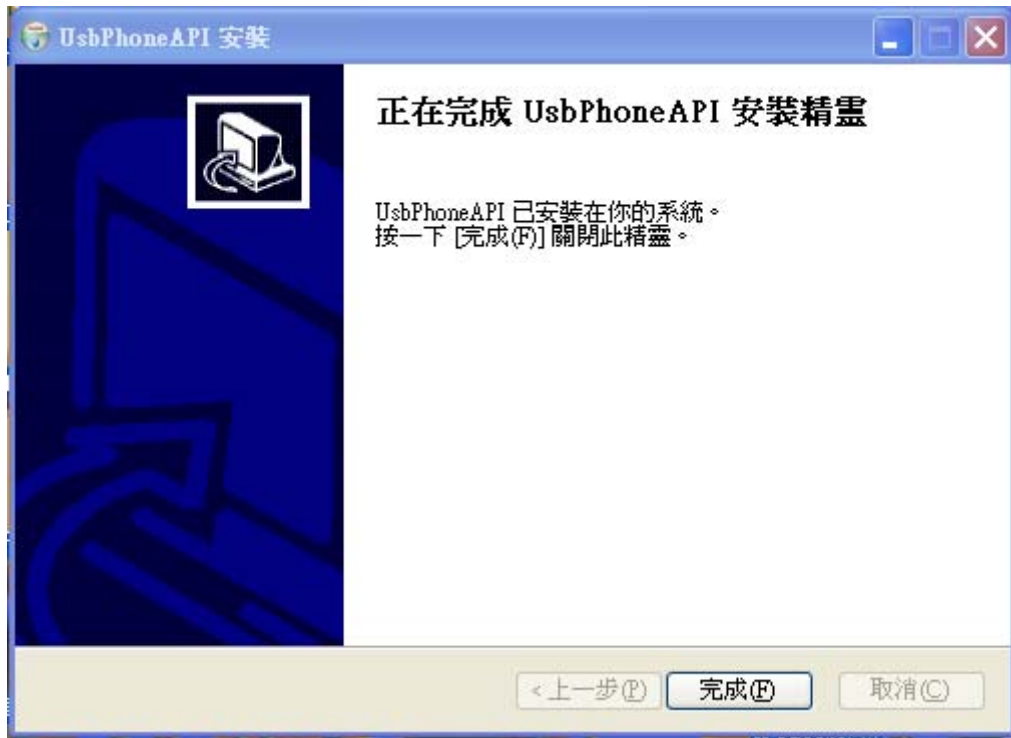 UsbPhoneAPI 安裝
正在完成 UsbPhoneAPI 安裝精靈
UsbPhoneAPI 已安裝在你的系統。
按一下 [完成(F)] 關閉此精靈。
<上一步(P)
完成(F)
取消(C)